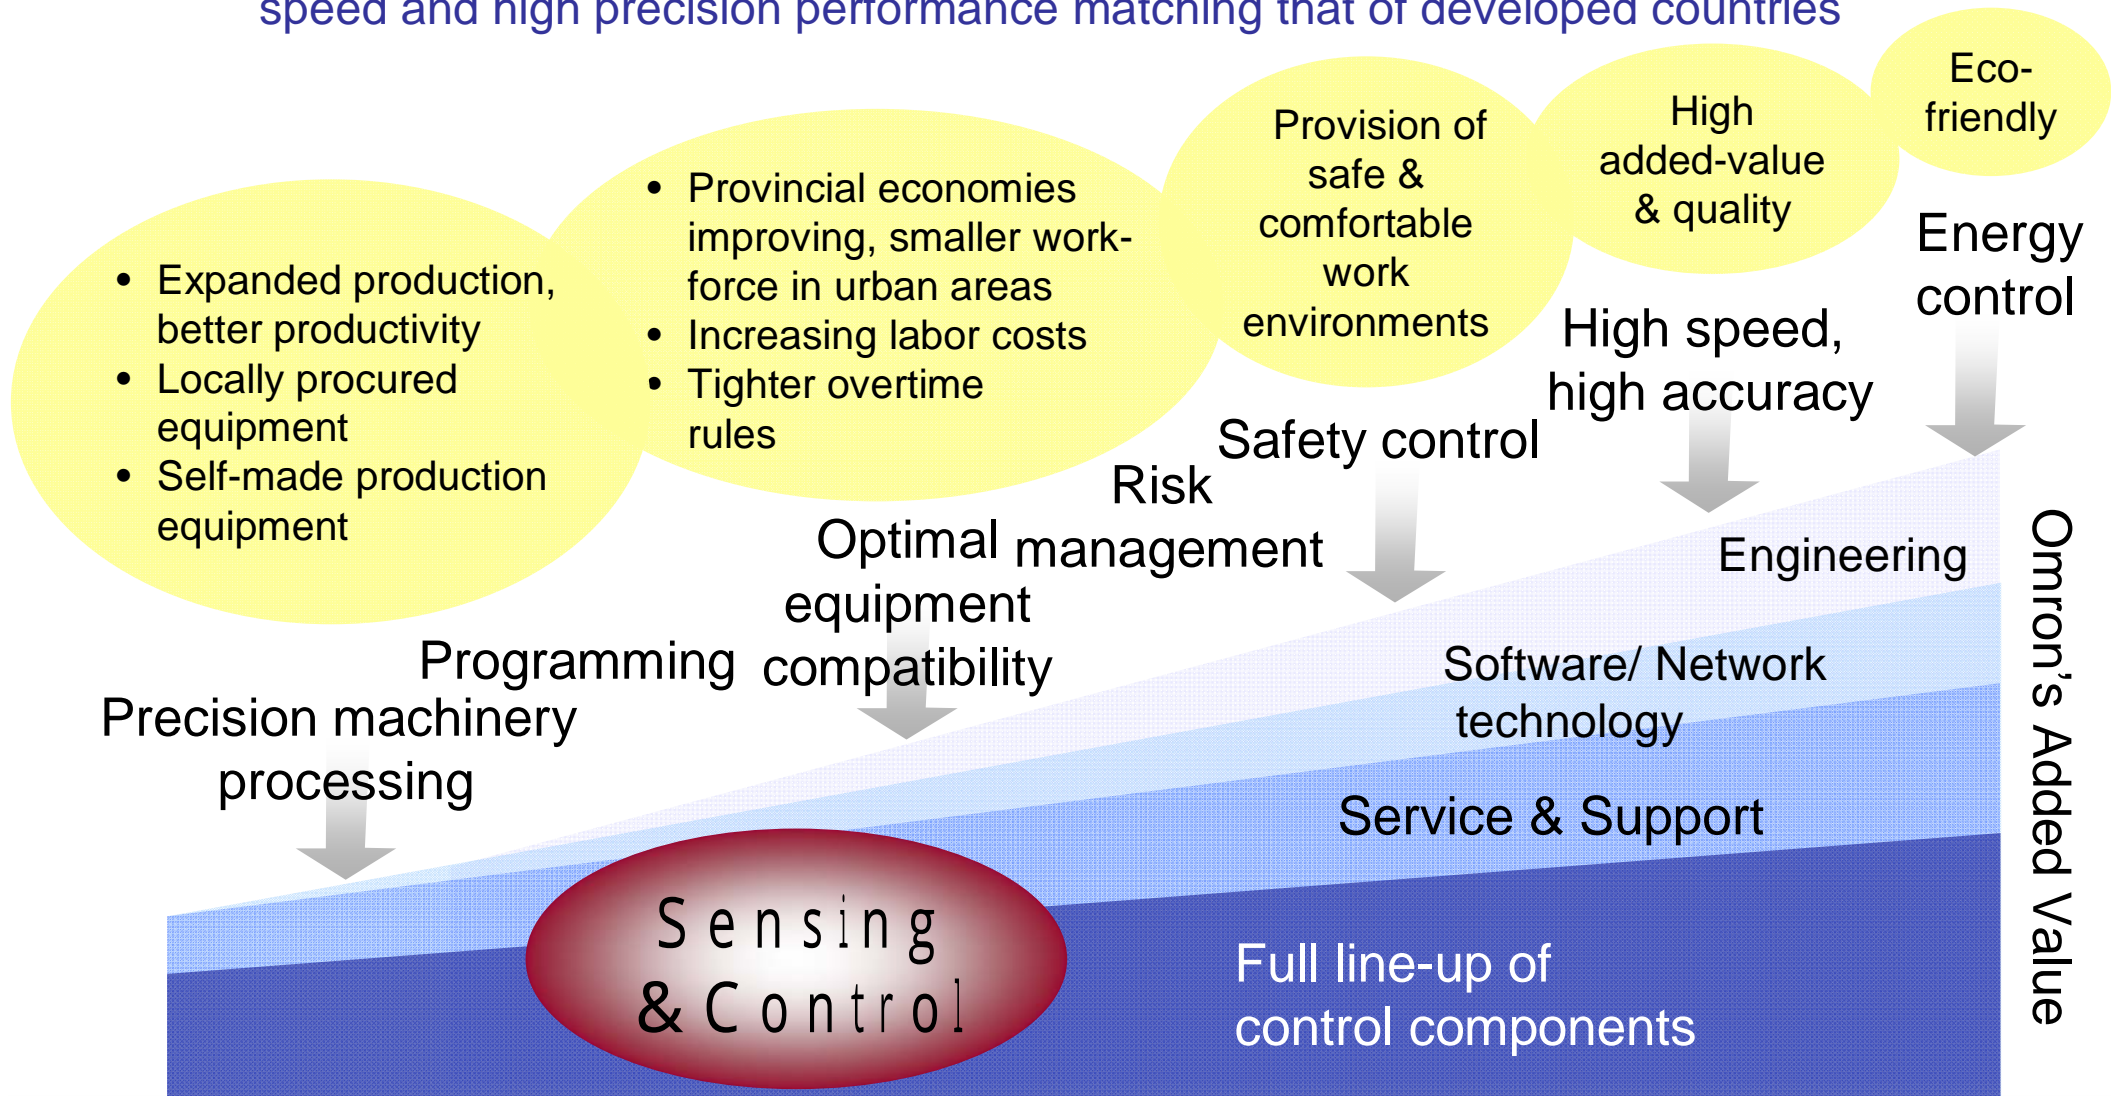 speed and high precision performance matching that of developed countries
• Expanded production,
better productivity
• Locally procured
equipment
• Self-made production
equipment
• Provincial economies
improving, smaller work-
force in urban areas
• Increasing labor costs
• Tighter overtime
rules
Provision of
safe &
comfortable
work
environments
High
added-value
& quality
Eco-
friendly
Precision machinery
processing
Programming
Optimal
equipment
compatibility
Risk
management
Safety control
High speed,
high accuracy
Energy
control
Engineering
Software/ Network
technology
Service & Support
Full line-up of
control components
Sensing
&Control
Omron's Added Value